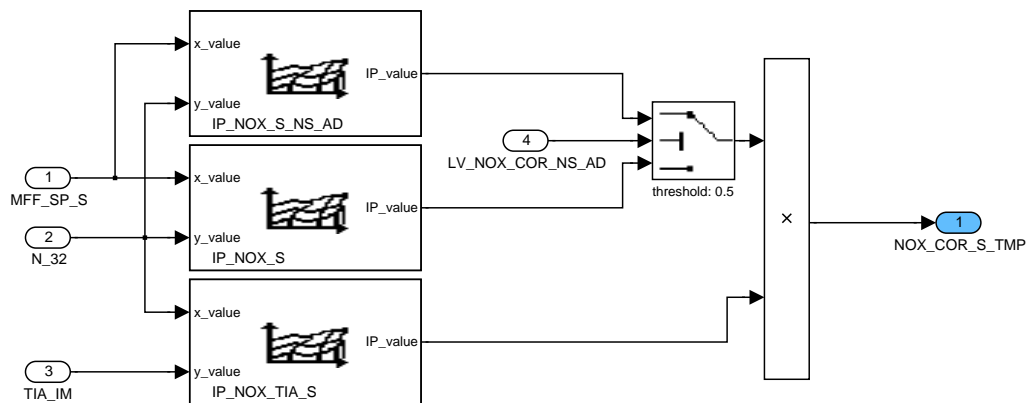 x_value
IP_value
y_value
IP_NOX_S_NS_AD
4
LV_NOX_COR_NS_AD
threshold: 0.5
1
MFF_SP_S
x_value
IP_value
2
N_32
y_value
IP_NOX_S
×
1
NOX_COR_S_TMP
x_value
IP_value
3
TIA_IM
y_value
IP_NOX_TIA_S